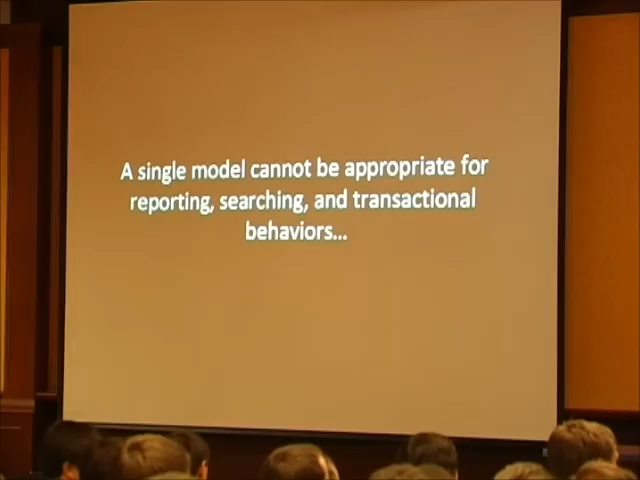 A single model cannot be appropriate for
reporting, searching, and transactional
behaviors...